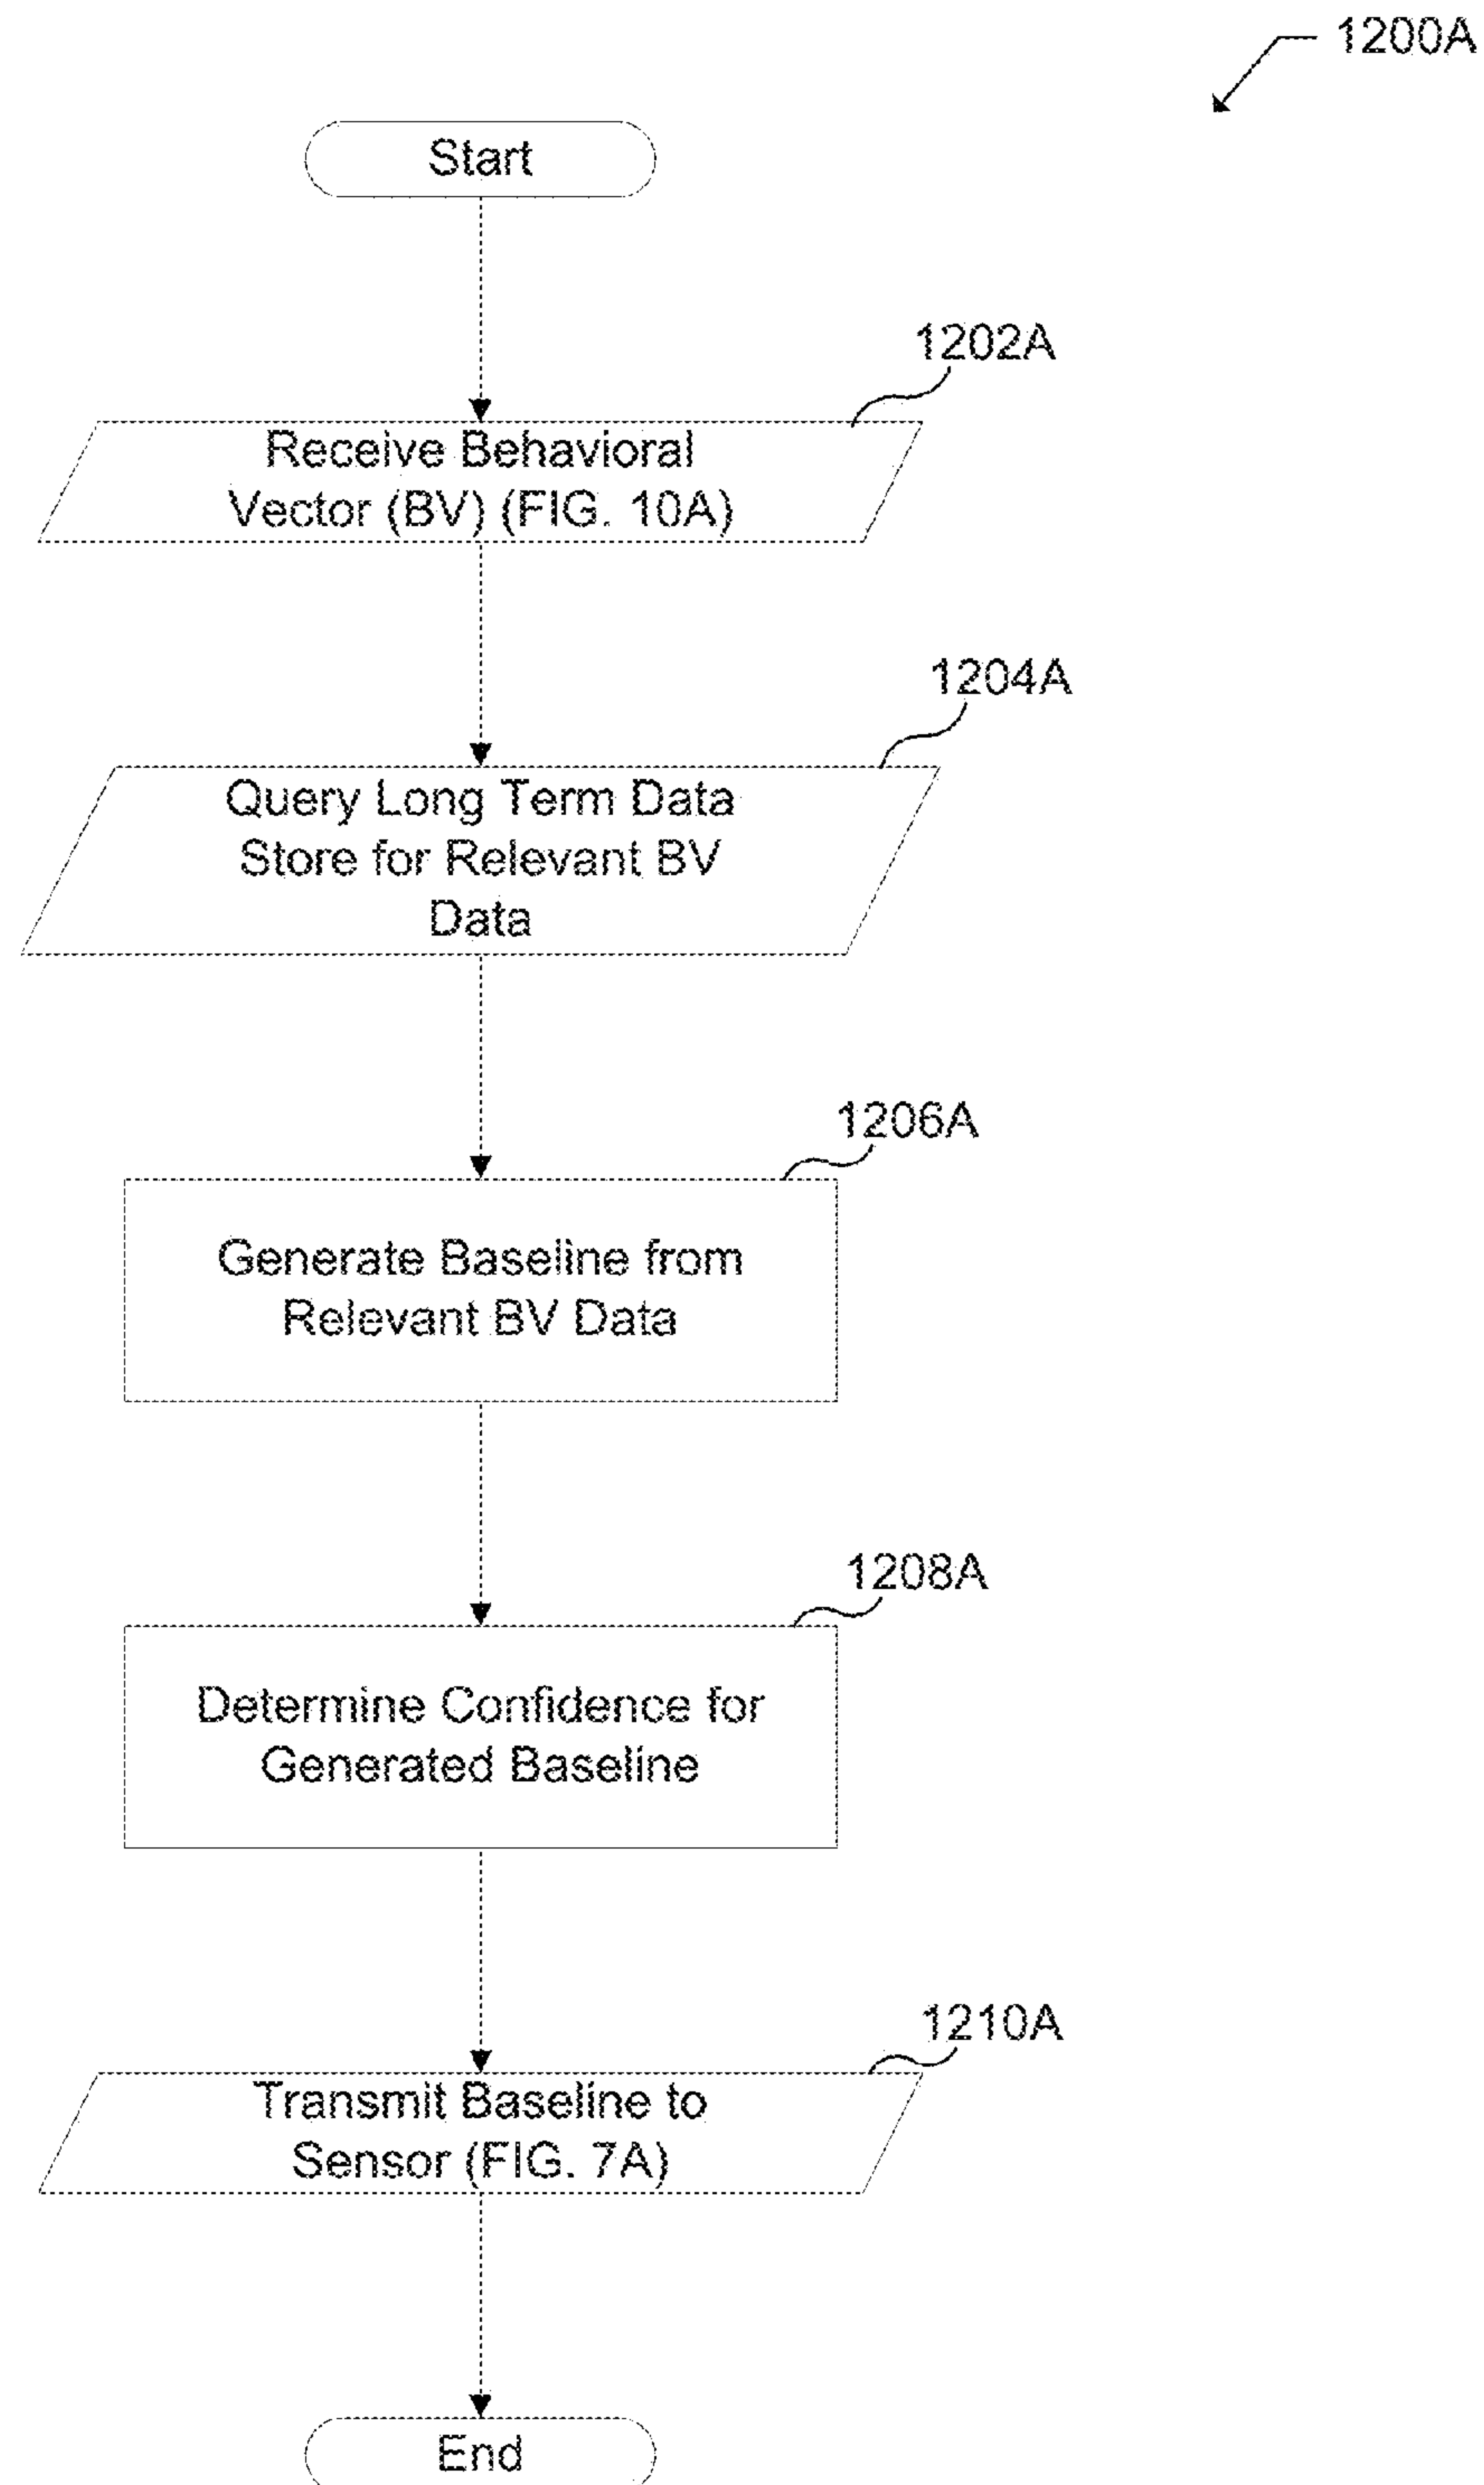 1200A
Start
1202A
Receive Behavioral
Vector (BV) (FIG. 10A)
1204A
Query Long Term Data
Store for Relevant BV
Data
1206A
Generate Baseline from
Relevant BV Data
1208A
Determine Confidence for
Generated Baseline
1210A
Transmit Baseline to
Sensor (FIG. 7A)
End